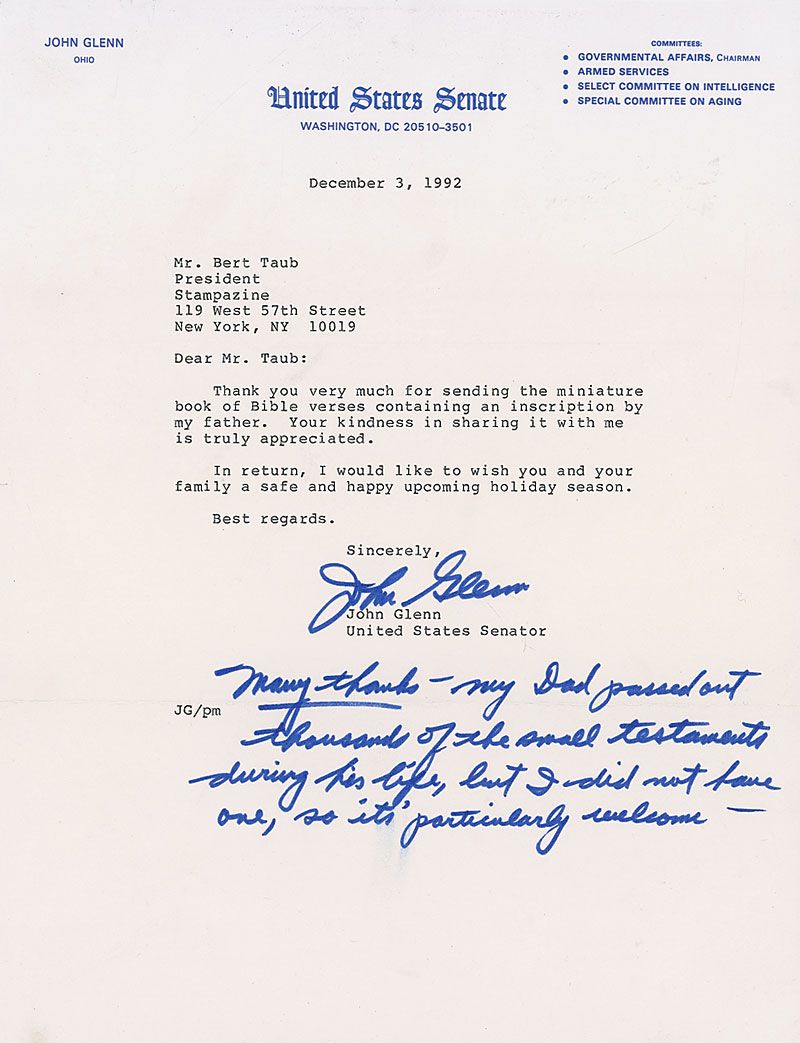 JOHN GLENN
OHIO
COMMITTEES:
• GOVERNMENTAL AFFAIRS, CHAIRMAN
• ARMED SERVICES
• SELECT COMMITTEE ON INTELLIGENCE
• SPECIAL COMMITTEE ON AGING
United States Senate
WASHINGTON, DC 20510–3501
December 3, 1992
Mr. Bert Taub
President
Stampazine
119 West 57th Street
New York, NY  10019
Dear Mr. Taub:
Thank you very much for sending the miniature
book of Bible verses containing an inscription by
my father.  Your kindness in sharing it with me
is truly appreciated.
In return, I would like to wish you and your
family a safe and happy upcoming holiday season.
Best regards.
Sincerely,
John Glenn
John Glenn
United States Senator
Many thanks – my Dad passed out
JG/pm
thousands of the small testaments
during his life, but I did not have
one, so its' particularly welcome —